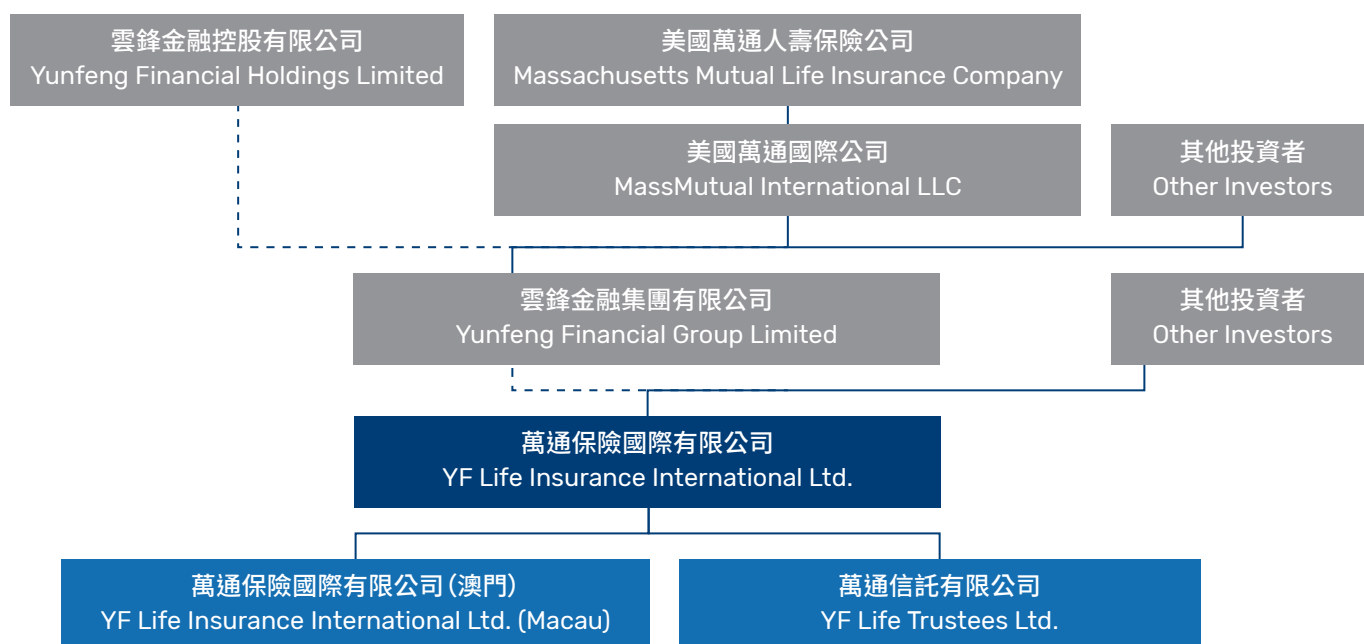 雲鋒金融控股有限公司
Yunfeng Financial Holdings Limited
美國萬通人壽保險公司
Massachusetts Mutual Life Insurance Company
美國萬通國際公司
MassMutual International LLC
其他投資者
Other Investors
雲鋒金融集團有限公司
Yunfeng Financial Group Limited
其他投資者
Other Investors
萬通保險國際有限公司
YF Life Insurance International Ltd.
萬通保險國際有限公司(澳門)
YF Life Insurance International Ltd. (Macau)
萬通信託有限公司
YF Life Trustees Ltd.